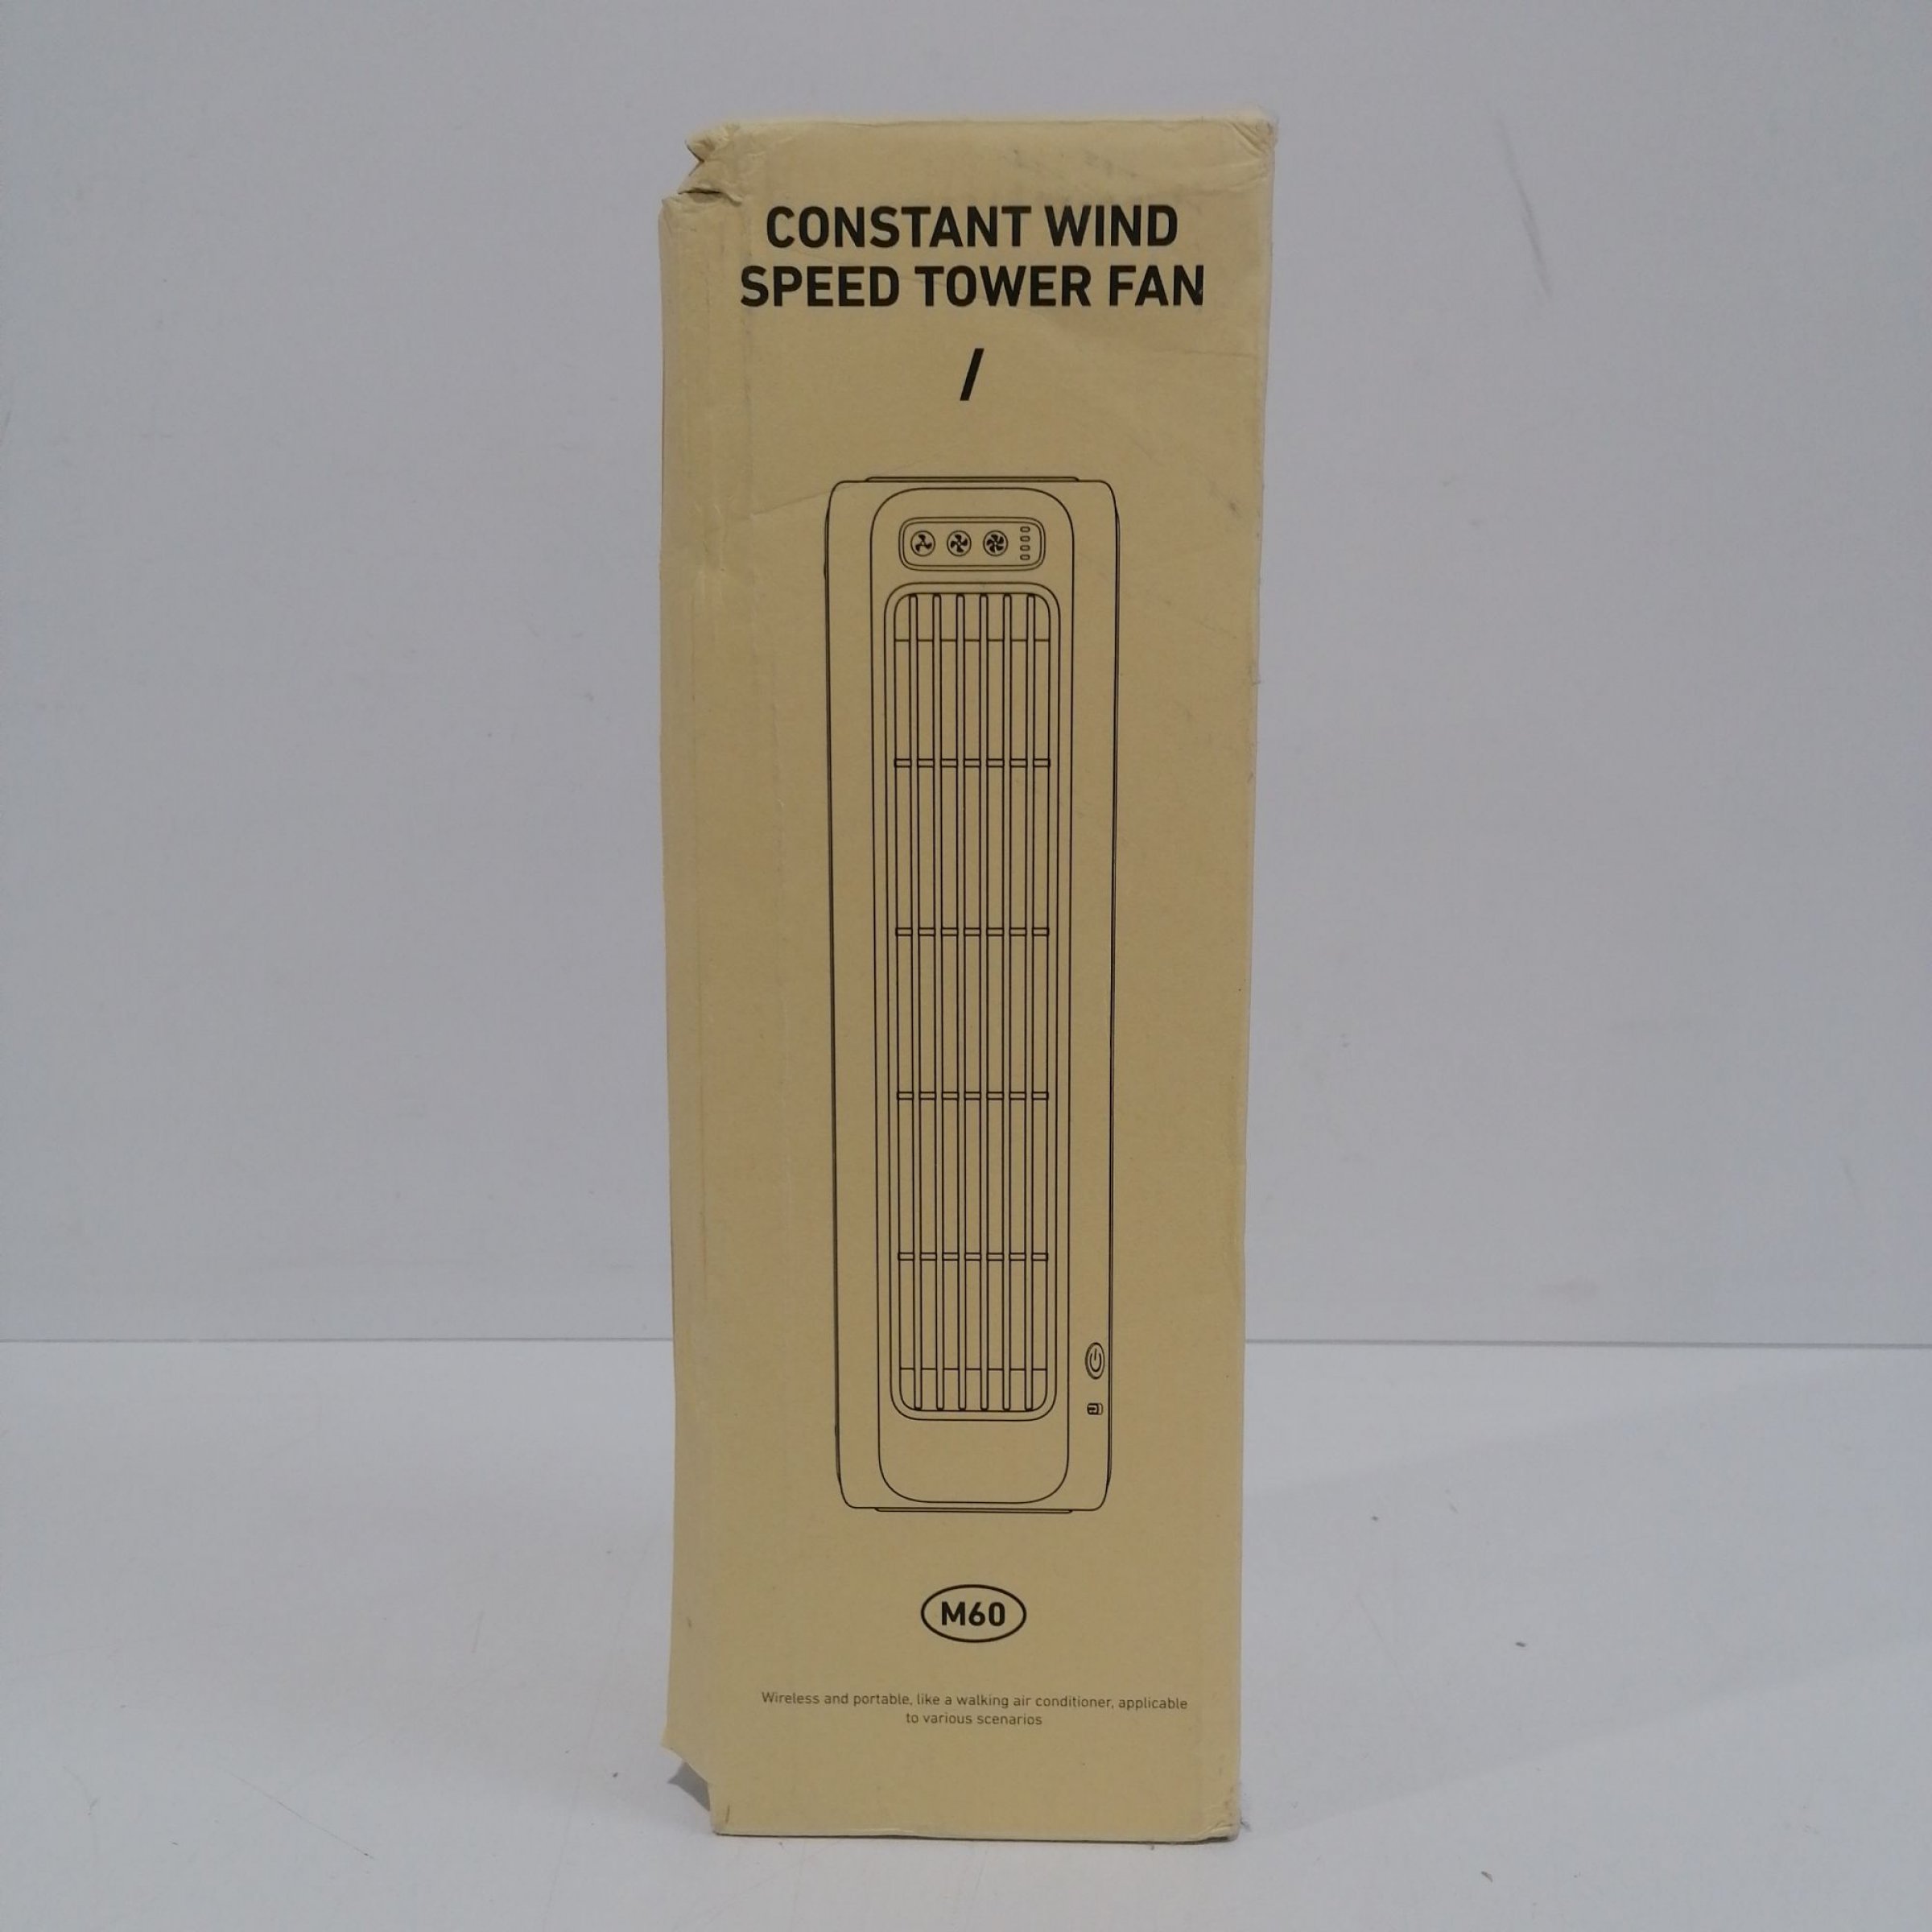 CONSTANT WIND
SPEED TOWER FAN
/
M60
Wireless and portable, like a walking air conditioner, applicable
to various scenarios